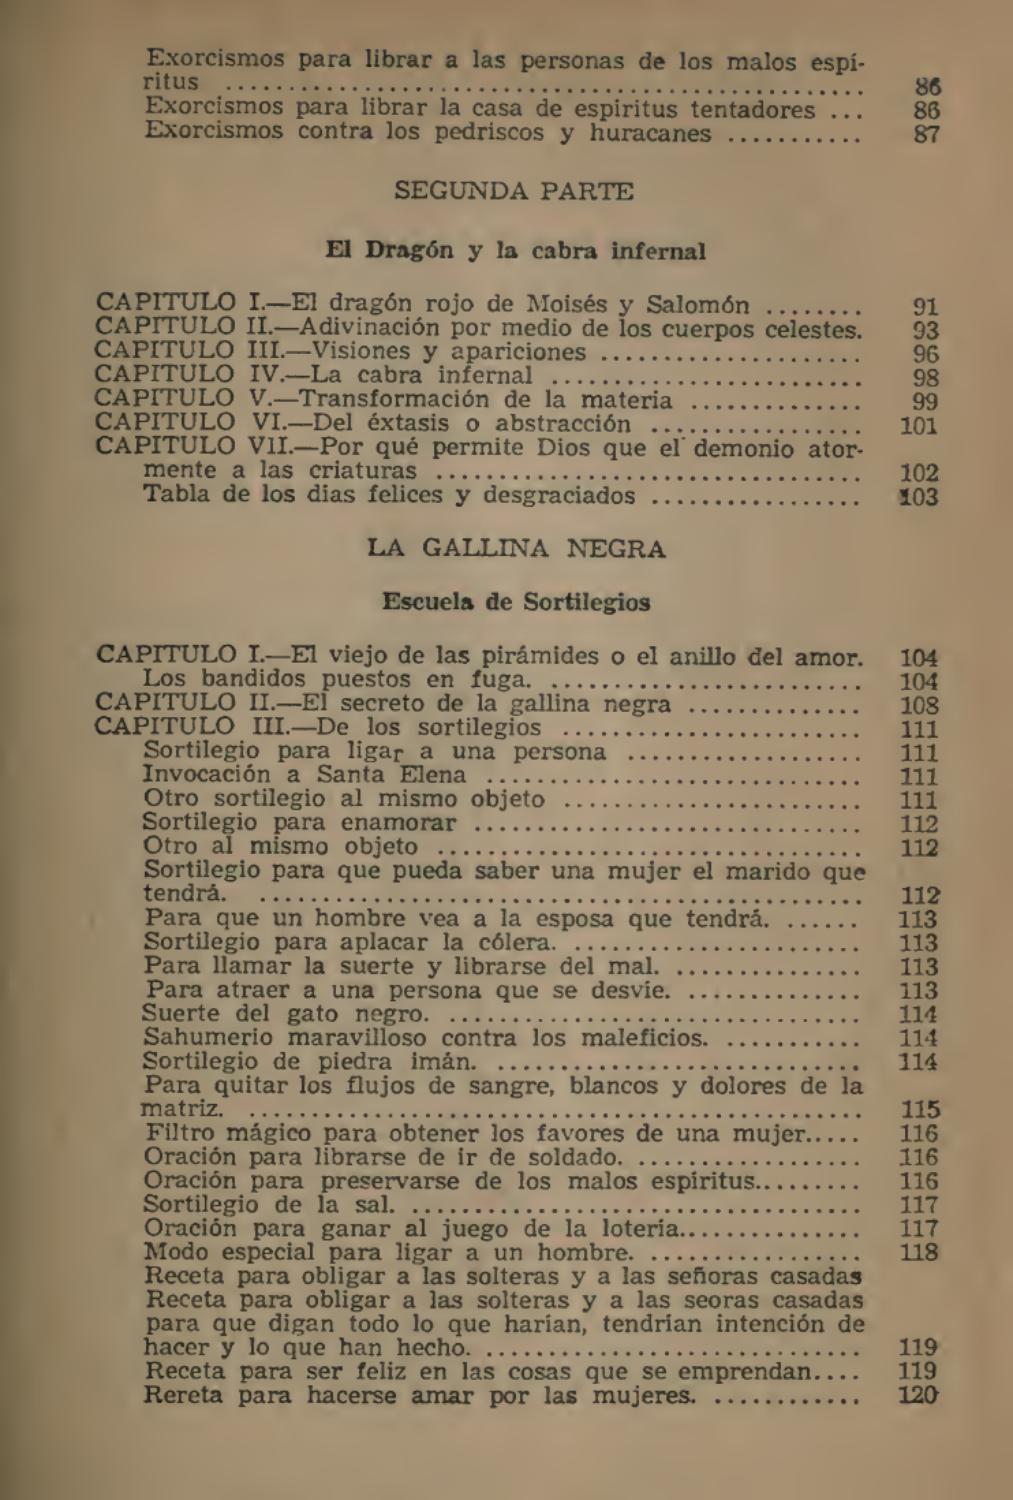 Exorcismos para librar a las personas de los malos espí-
ritus ................................................ 86
Exorcismos para librar la casa de espiritus tentadores ... 86
Exorcismos contra los pedriscos y huracanes ........... 87
SEGUNDA PARTE
El Dragón y la cabra infernal
CAPITULO I.—El dragón rojo de Moisés y Salomón ........ 91
CAPITULO II.—Adivinación por medio de los cuerpos celestes. 93
CAPITULO III.—Visiones y apariciones ..................... 96
CAPITULO IV.—La cabra infernal ......................... 98
CAPITULO V.—Transformación de la materia .............. 99
CAPITULO VI.—Del éxtasis o abstracción ................. 101
CAPITULO VII.—Por qué permite Dios que el demonio ator-
mente a las criaturas .................................. 102
Tabla de los dias felices y desgraciados ................. 103
LA GALLINA NEGRA
Escuela de Sortilegios
CAPITULO I.—El viejo de las pirámides o el anillo del amor. 104
Los bandidos puestos en fuga. ......................... 104
CAPITULO II.—El secreto de la gallina negra .............. 108
CAPITULO III.—De los sortilegios ........................ 111
Sortilegio para ligar a una persona ................... 111
Invocación a Santa Elena .............................. 111
Otro sortilegio al mismo objeto ........................ 111
Sortilegio para enamorar ............................... 112
Otro al mismo objeto .................................. 112
Sortilegio para que pueda saber una mujer el marido que
tendrá. ................................................ 112
Para que un hombre vea a la esposa que tendrá. ...... 113
Sortilegio para aplacar la cólera. ....................... 113
Para llamar la suerte y librarse del mal. ............... 113
Para atraer a una persona que se desvie. .............. 113
Suerte del gato negro. ................................. 114
Sahumerio maravilloso contra los maleficios. ........... 114
Sortilegio de piedra imán. ............................. 114
Para quitar los flujos de sangre, blancos y dolores de la
matriz. ................................................. 115
Filtro mágico para obtener los favores de una mujer..... 116
Oración para librarse de ir de soldado. .................. 116
Oración para preservarse de los malos espiritus......... 116
Sortilegio de la sal. .................................... 117
Oración para ganar al juego de la loteria............... 117
Modo especial para ligar a un hombre. ................. 118
Receta para obligar a las solteras y a las señoras casadas
Receta para obligar a las solteras y a las seoras casadas
para que digan todo lo que harian, tendrian intención de
hacer y lo que han hecho. .............................. 119
Receta para ser feliz en las cosas que se emprendan.... 119
Rereta para hacerse amar por las mujeres. ............ 120